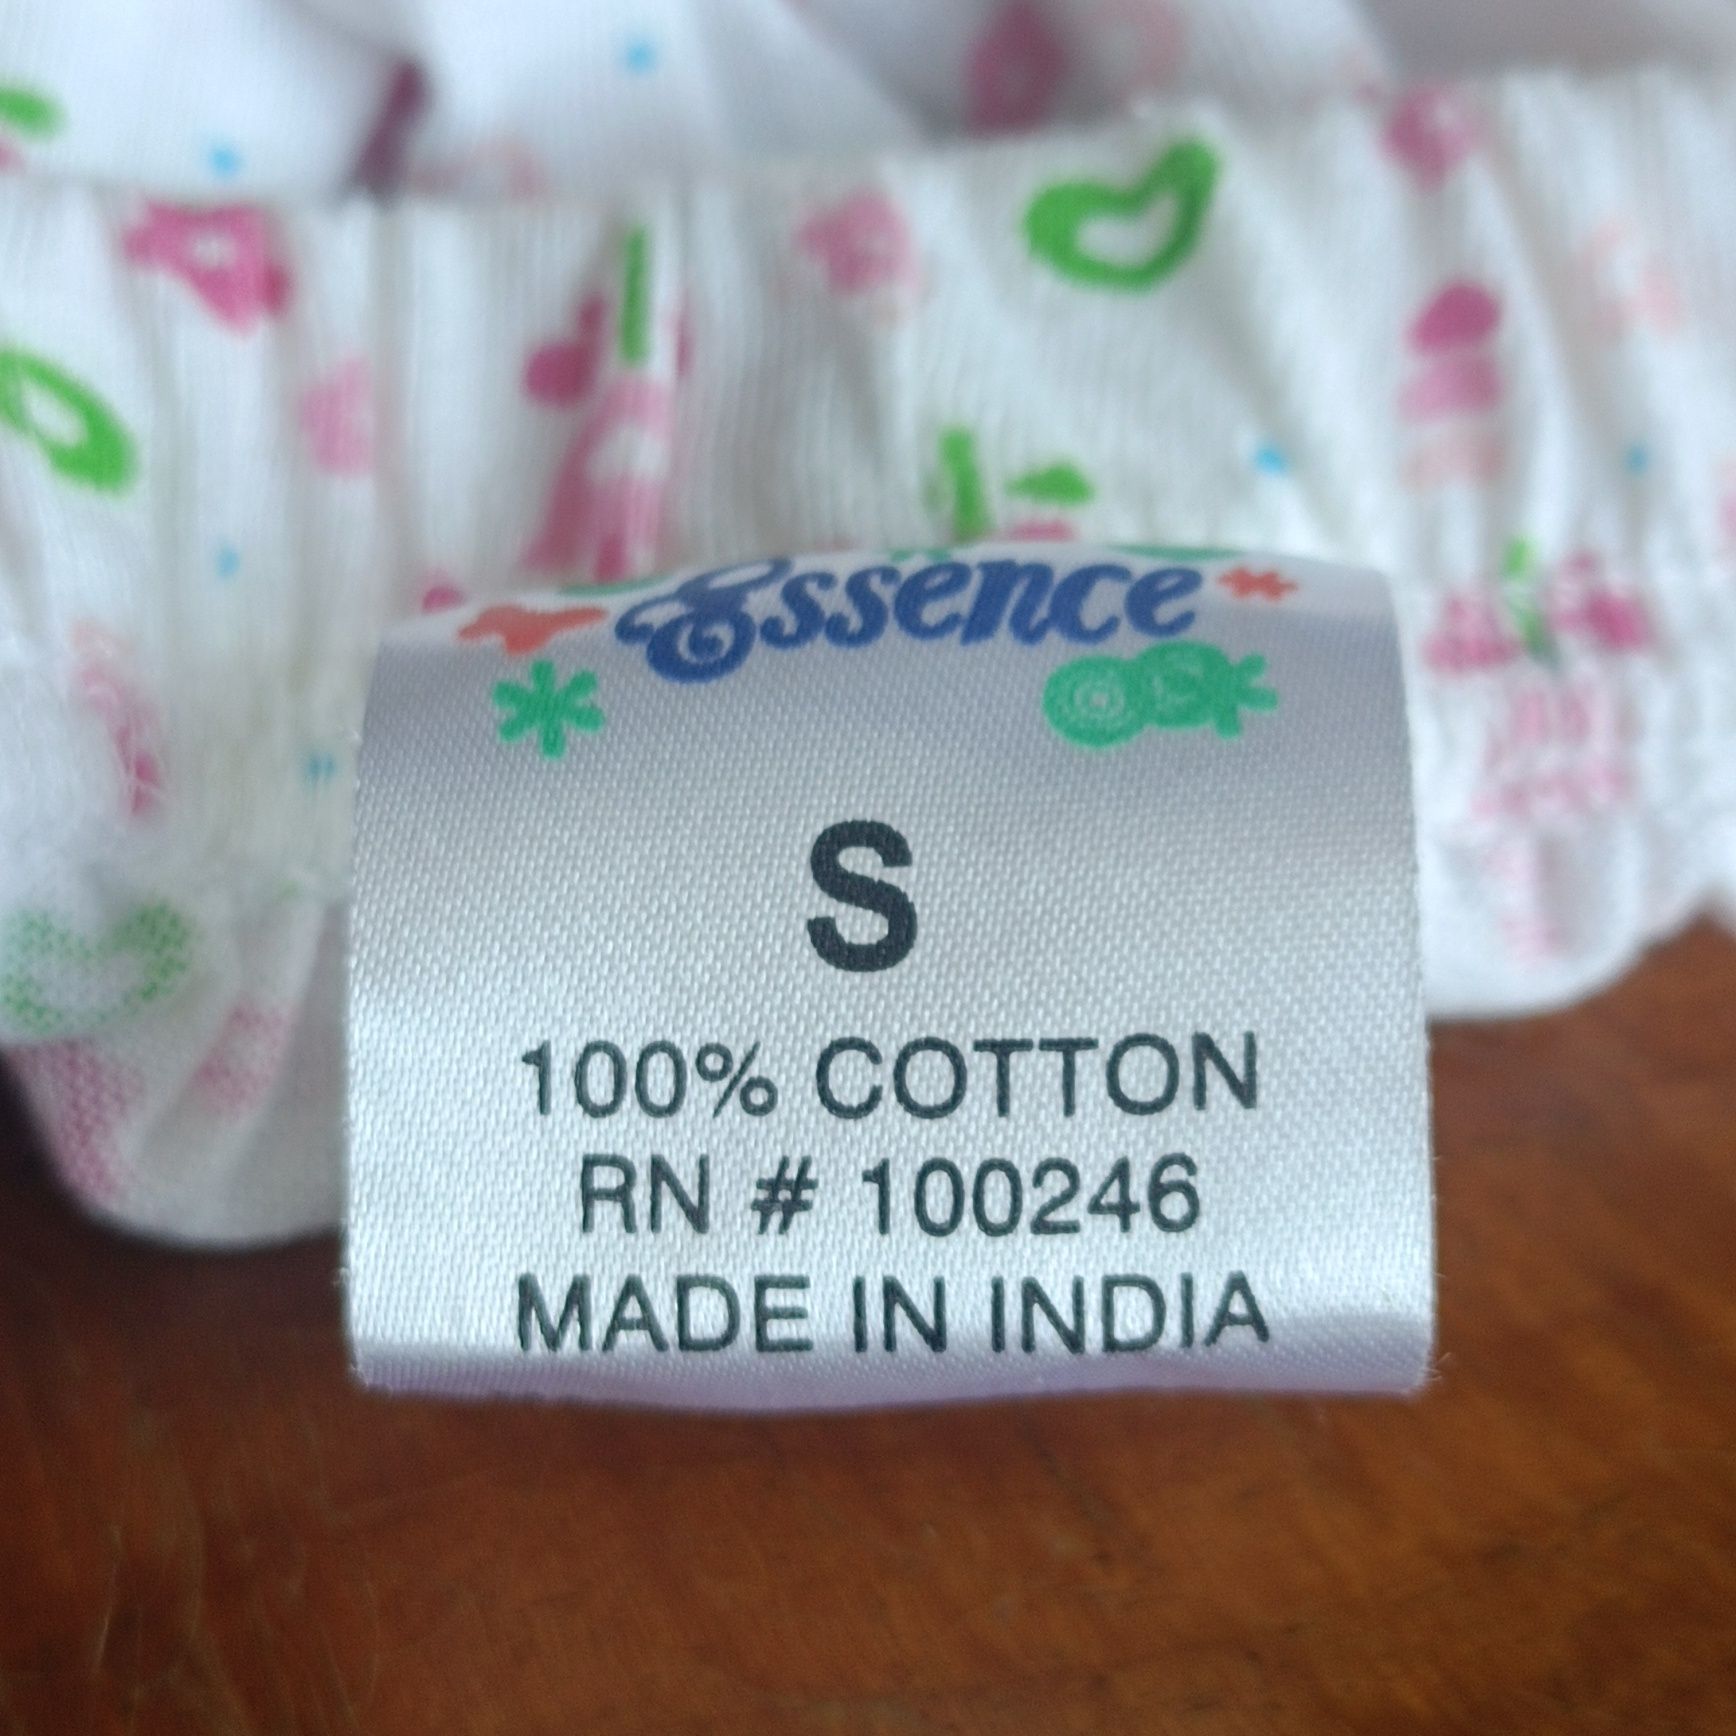 Essence
S
100% COTTON
RN # 100246
MADE IN INDIA